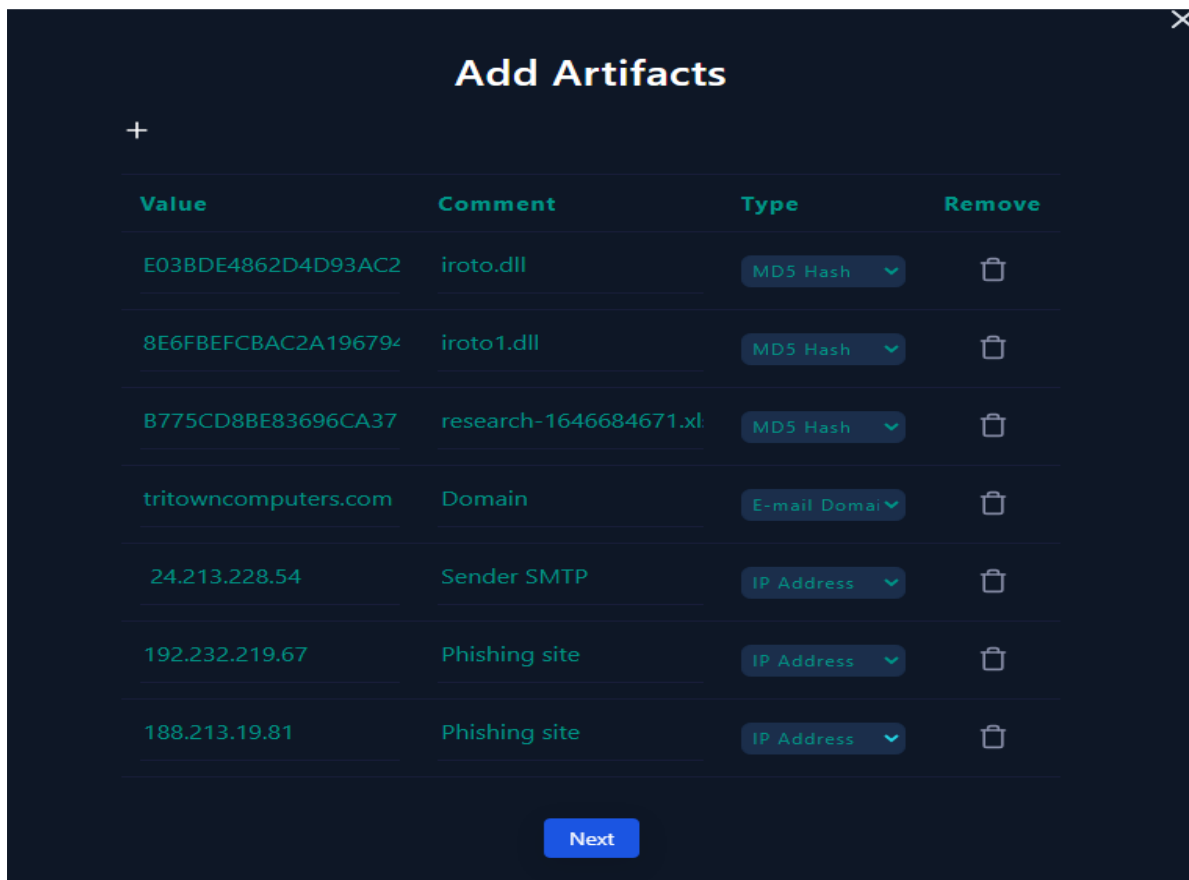 Add Artifacts
+
Value Comment Type Remove
E03BDE4862D4D93AC2 iroto.dll MD5 Hash
8E6FBEFCBAC2A196794 iroto1.dll MD5 Hash
B775CD8BE83696CA37 research-1646684671.xls MD5 Hash
tritowncomputers.com Domain E-mail Domai
24.213.228.54 Sender SMTP IP Address
192.232.219.67 Phishing site IP Address
188.213.19.81 Phishing site IP Address
Next